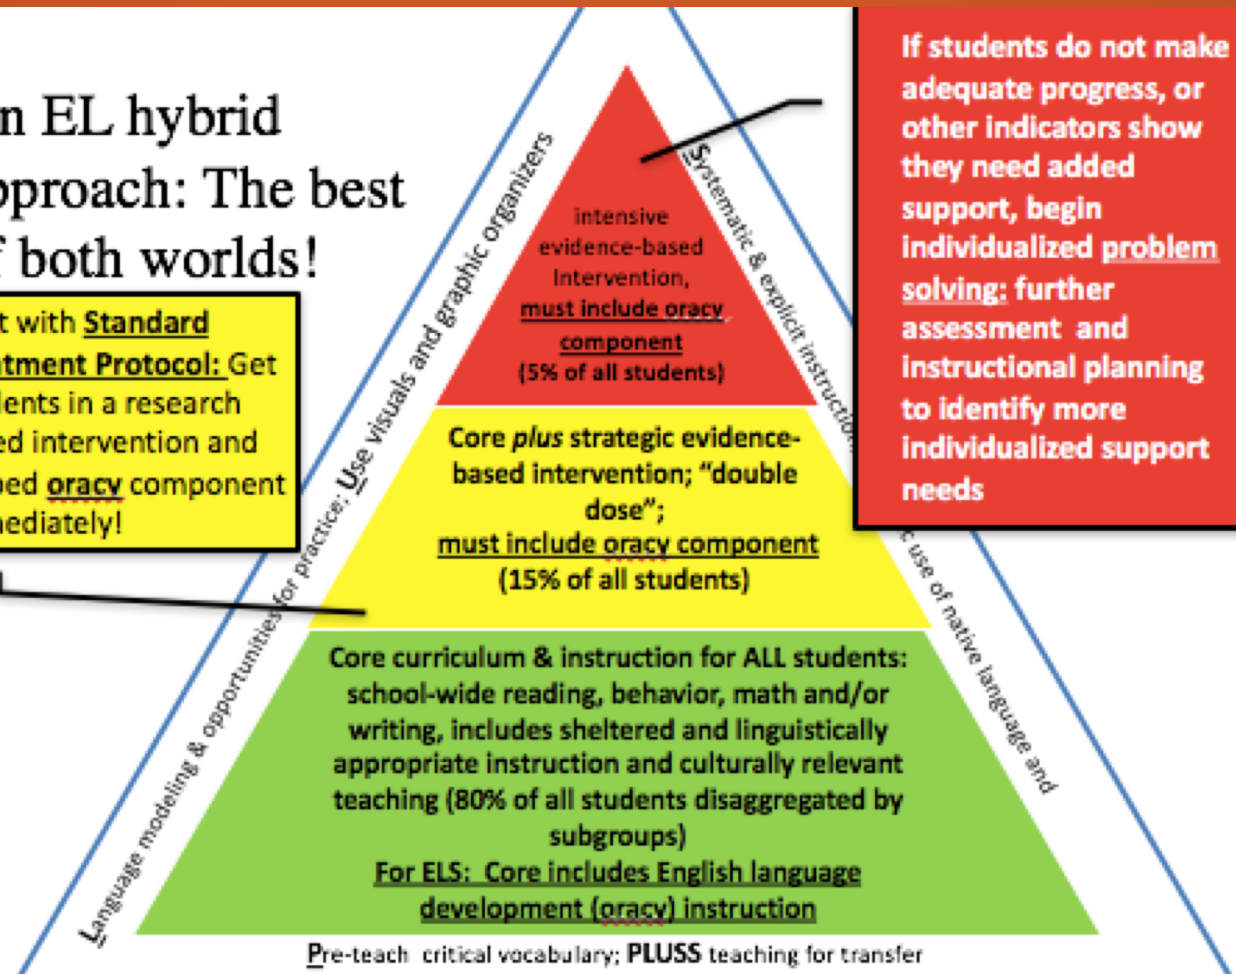 n EL hybrid
pproach: The best
f both worlds!
t with Standard
atment Protocol: Get
lents in a research
ed intervention and
ped oracy component
nediately!
Language modeling & opportunities for practice; Use visuals and graphic organizers
intensive
evidence-based
Intervention,
must include oracy
component
(5% of all students)
Systematic & explicit instruction
If students do not make
adequate progress, or
other indicators show
they need added
support, begin
individualized problem
solving: further
assessment and
instructional planning
to identify more
individualized support
needs
Core plus strategic evidence-
based intervention; “double
dose”;
must include oracy component
(15% of all students)
c use of native language and
Core curriculum & instruction for ALL students:
school-wide reading, behavior, math and/or
writing, includes sheltered and linguistically
appropriate instruction and culturally relevant
teaching (80% of all students disaggregated by
subgroups)
For ELS: Core includes English language
development (oracy) instruction
Pre-teach critical vocabulary; PLUSS teaching for transfer